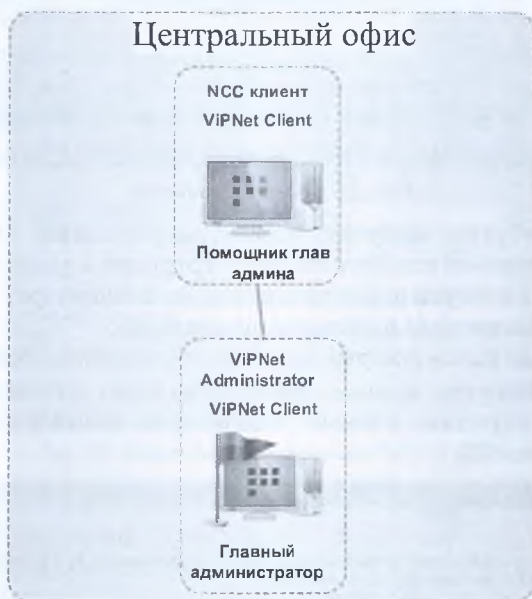 Центральный офис
NCC клиент
ViPNet Client
Помощник глав
админа
ViPNet
Administrator
ViPNet Client
Главный
администратор